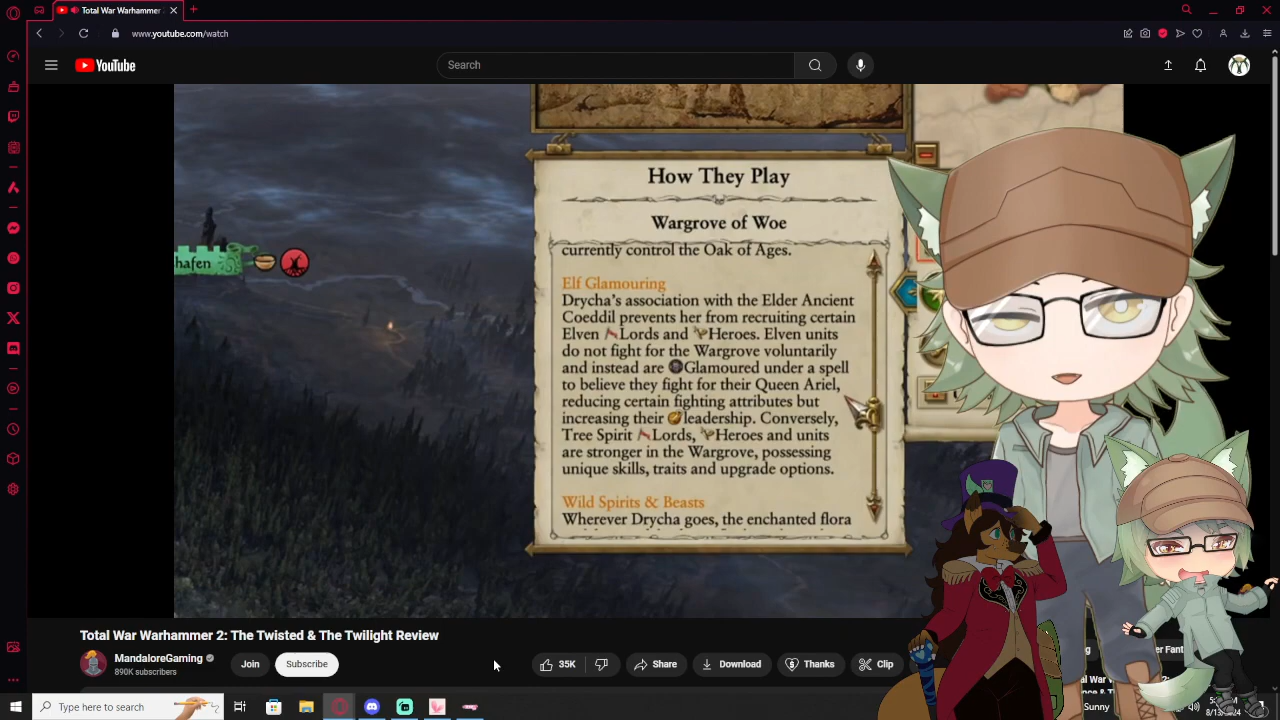 Total War Warhammer
www.youtube.com/watch
YouTube
Search
How They Play
Wargrove of Woe
hafen
currently control the Oak of Ages.
Elf Glamouring
Drycha's association with the Elder Ancient
Coeddil prevents her from recruiting certain
Elven Lords and Heroes. Elven units
do not fight for the Wargrove voluntarily
and instead are Glamoured under a spell
to believe they fight for their Queen Ariel,
reducing certain fighting attributes but
increasing their leadership. Conversely,
Tree Spirit Lords, Heroes and units
are stronger in the Wargrove, possessing
unique skills, traits and upgrade options.
Wild Spirits & Beasts
Wherever Drycha goes, the enchanted flora
Total War Warhammer 2: The Twisted & The Twilight Review
MandaloreGaming
890K subscribers
Join
Subscribe
35K
Share
Download
Thanks
Clip
Type here to search
Sunny